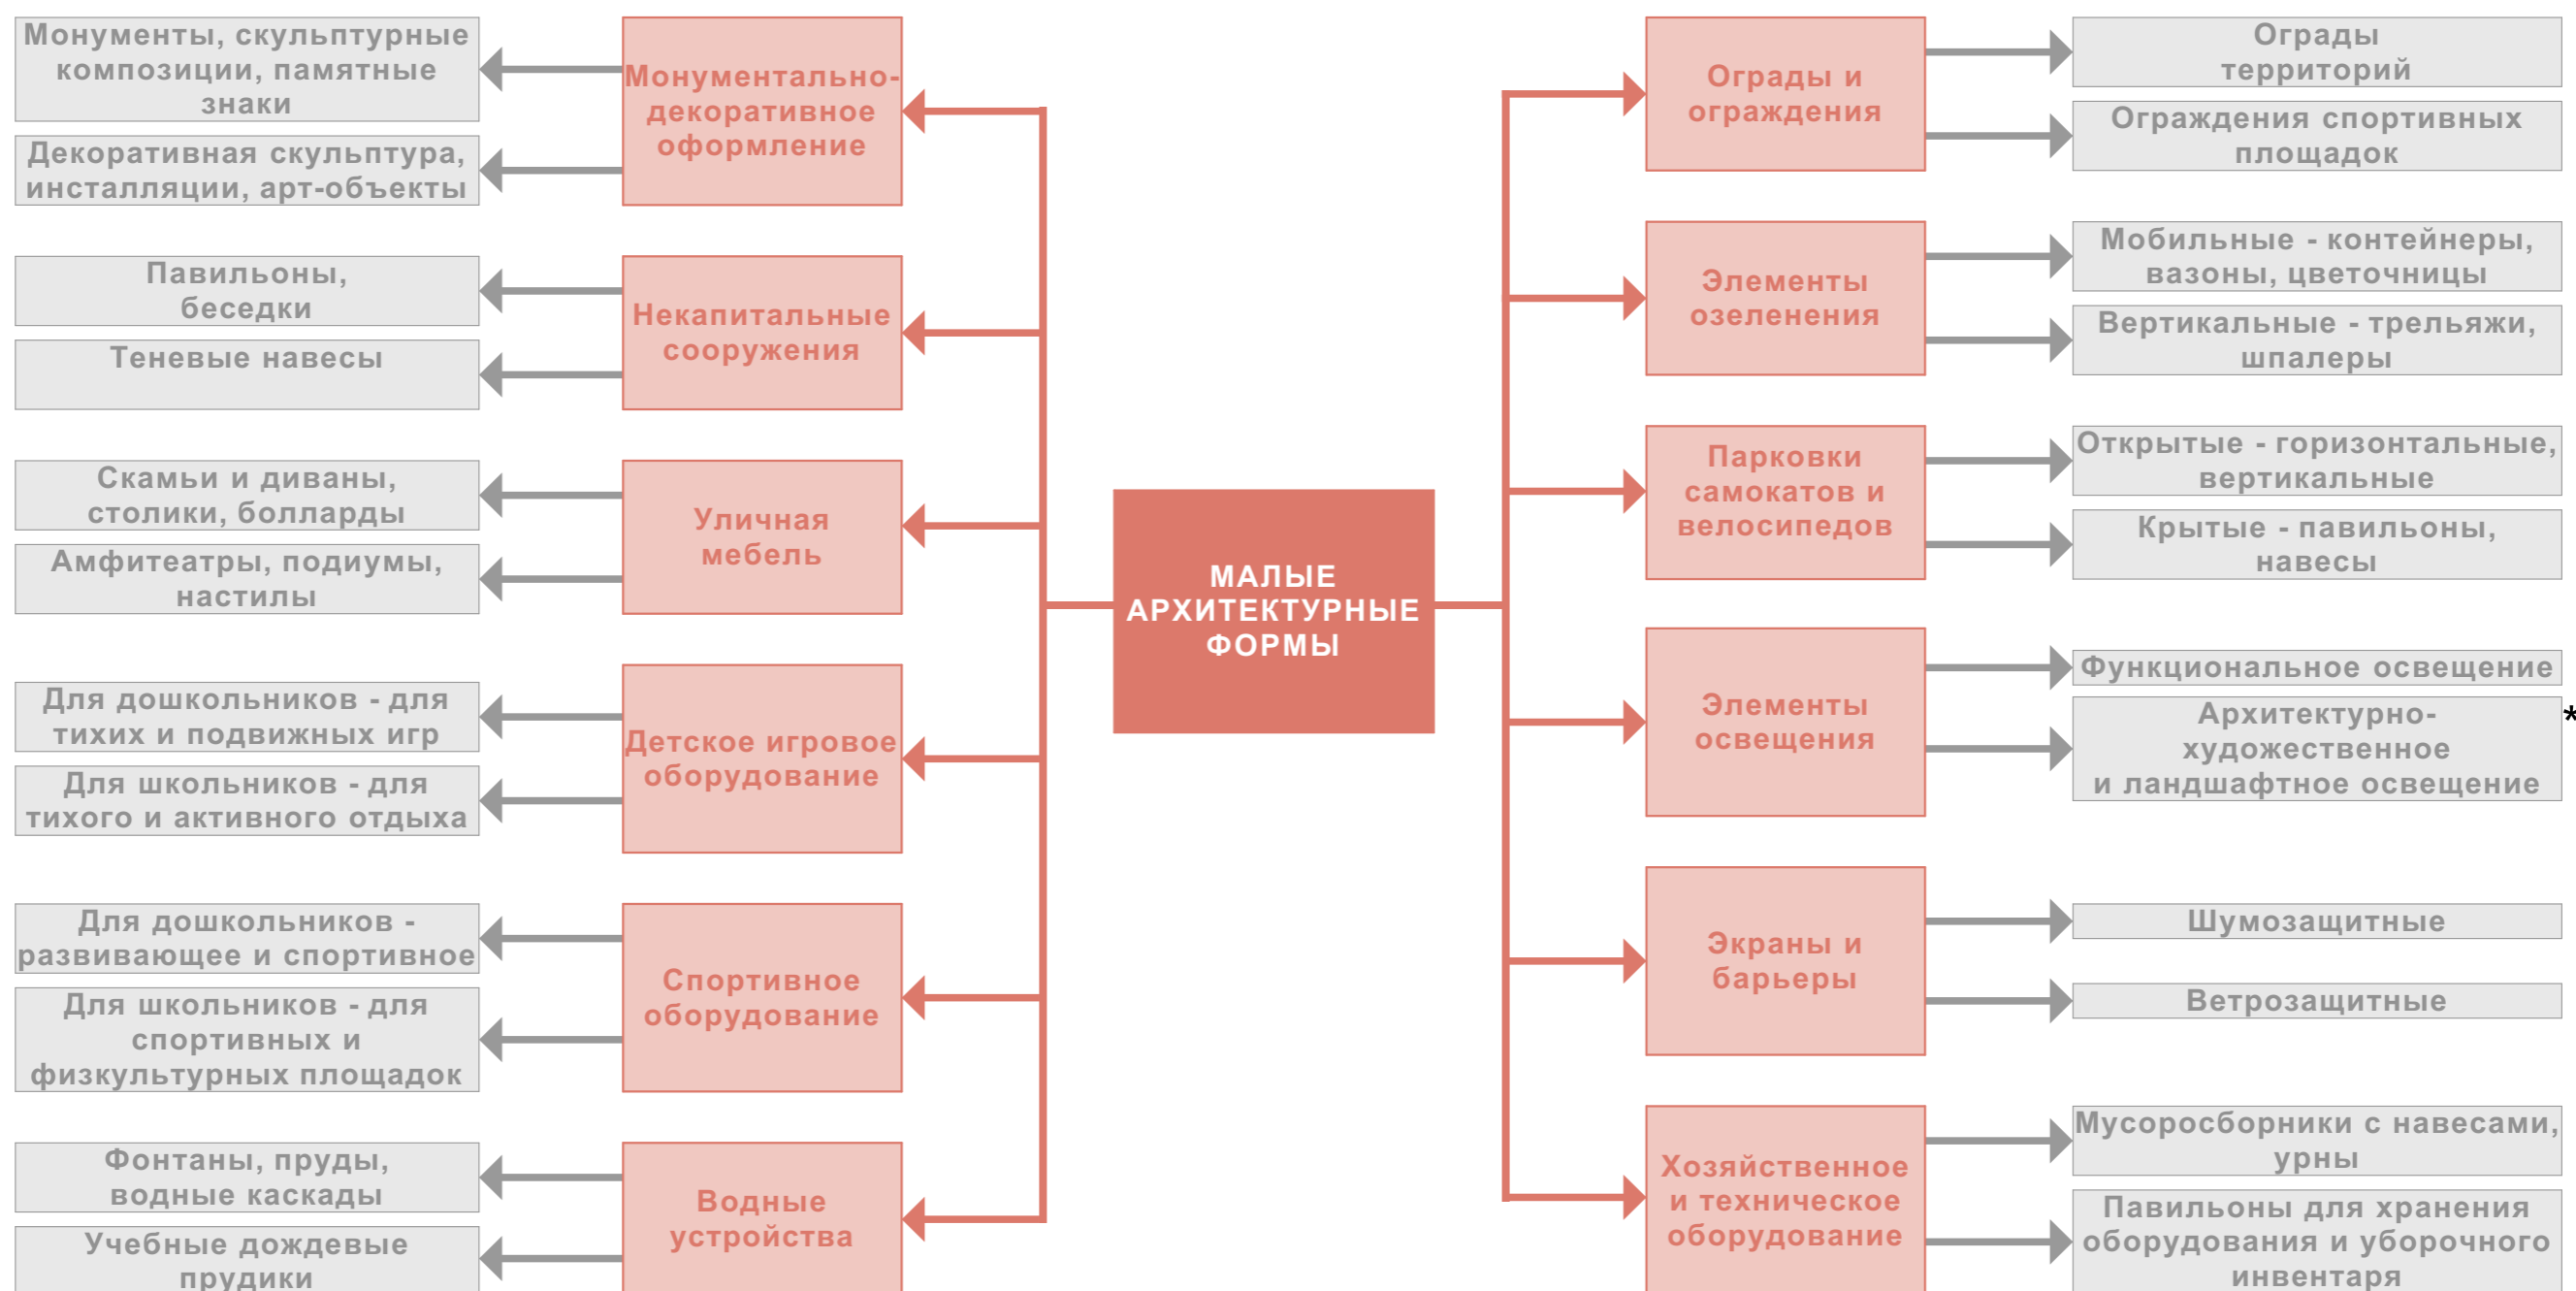 Монументы, скульптурные
композиции, памятные
знаки
Декоративная скульптура,
инсталляции, арт-объекты
Монументально-
декоративное
оформление
Павильоны,
беседки
Теневые навесы
Некапитальные
сооружения
Скамьи и диваны,
столики, болларды
Амфитеатры, подиумы,
настилы
Уличная
мебель
Для дошкольников - для
тихих и подвижных игр
Для школьников - для
тихого и активного отдыха
Детское игровое
оборудование
Для дошкольников -
развивающее и спортивное
Для школьников - для
спортивных и
физкультурных площадок
Спортивное
оборудование
Фонтаны, пруды,
водные каскады
Учебные дождевые
прудики
Водные
устройства
МАЛЫЕ
АРХИТЕКТУРНЫЕ
ФОРМЫ
Ограды и
ограждения
Ограды
территорий
Ограждения спортивных
площадок
Элементы
озеленения
Мобильные - контейнеры,
вазоны, цветочницы
Вертикальные - трельяжи,
шпалеры
Парковки
самокатов и
велосипедов
Открытые - горизонтальные,
вертикальные
Крытые - павильоны,
навесы
Элементы
освещения
Функциональное освещение
Архитектурно- *
художественное
и ландшафтное освещение
Экраны и
барьеры
Шумозащитные
Ветрозащитные
Хозяйственное
и техническое
оборудование
Мусоросборники с навесами,
урны
Павильоны для хранения
оборудования и уборочного
инвентаря